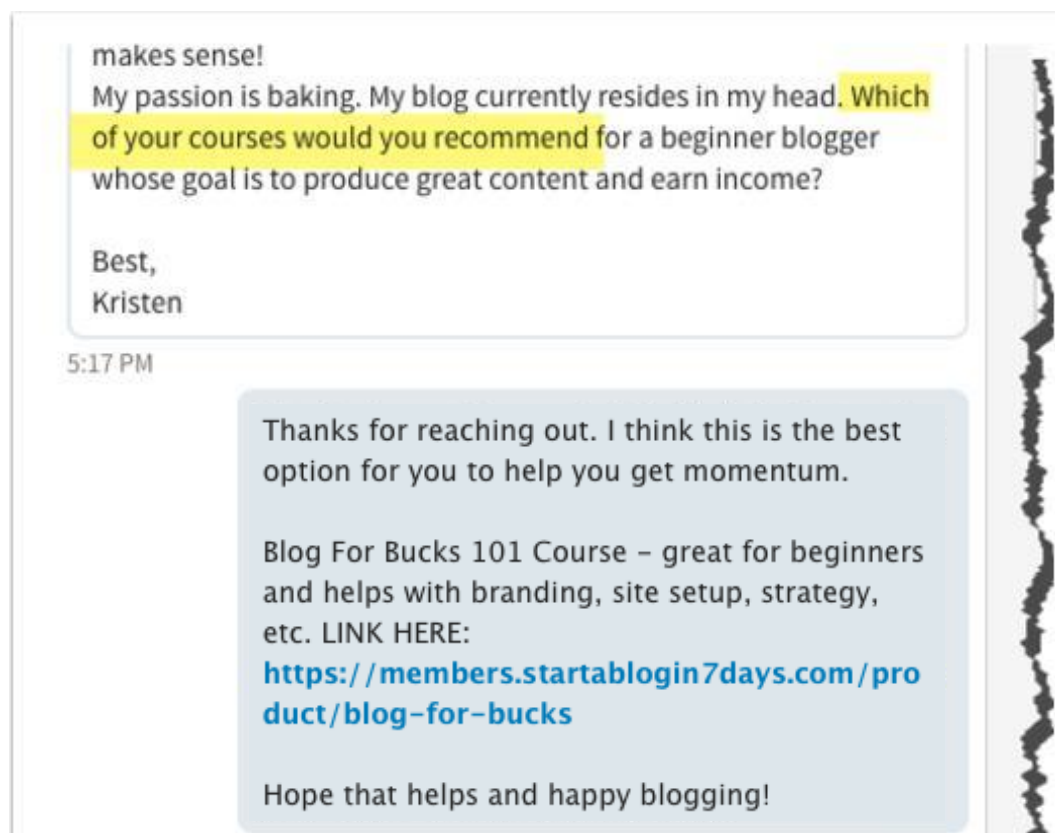 makes sense!
My passion is baking. My blog currently resides in my head. Which
of your courses would you recommend for a beginner blogger
whose goal is to produce great content and earn income?
Best,
Kristen
5:17 PM
Thanks for reaching out. I think this is the best
option for you to help you get momentum.
Blog For Bucks 101 Course – great for beginners
and helps with branding, site setup, strategy,
etc. LINK HERE:
https://members.startablogin7days.com/pro
duct/blog-for-bucks
Hope that helps and happy blogging!